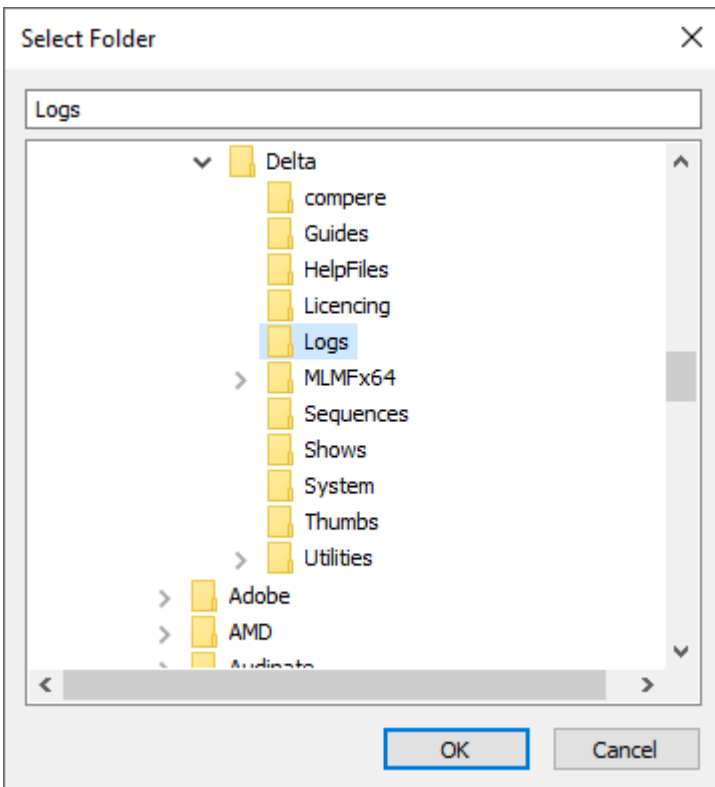 Select Folder
Logs
Delta
compere
Guides
HelpFiles
Licencing
Logs
MLMFx64
Sequences
Shows
System
Thumbs
Utilities
Adobe
AMD
Audinate
OK Cancel